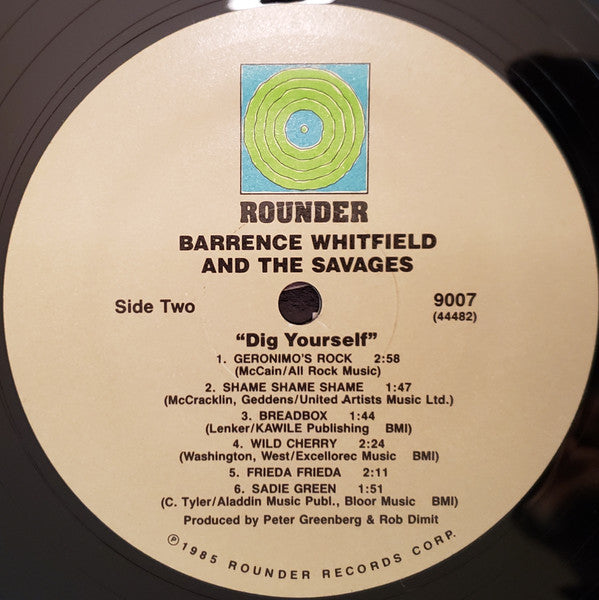 ROUNDER
BARRENCE WHITFIELD
AND THE SAVAGES
Side Two
9007
(44482)
"Dig Yourself"
1. GERONIMO'S ROCK 2:58
(McCain/All Rock Music)
2. SHAME SHAME SHAME 1:47
(McCracklin, Geddens/United Artists Music Ltd.)
3. BREADBOX 1:44
(Lenker/KAWILE Publishing BMI)
4. WILD CHERRY 2:24
(Washington, West/Excellorec Music BMI)
5. FRIEDA FRIEDA 2:11
6. SADIE GREEN 1:51
(C. Tyler/Aladdin Music Publ., Bloor Music BMI)
Produced by Peter Greenberg & Rob Dimit
℗1985 ROUNDER RECORDS CORP.